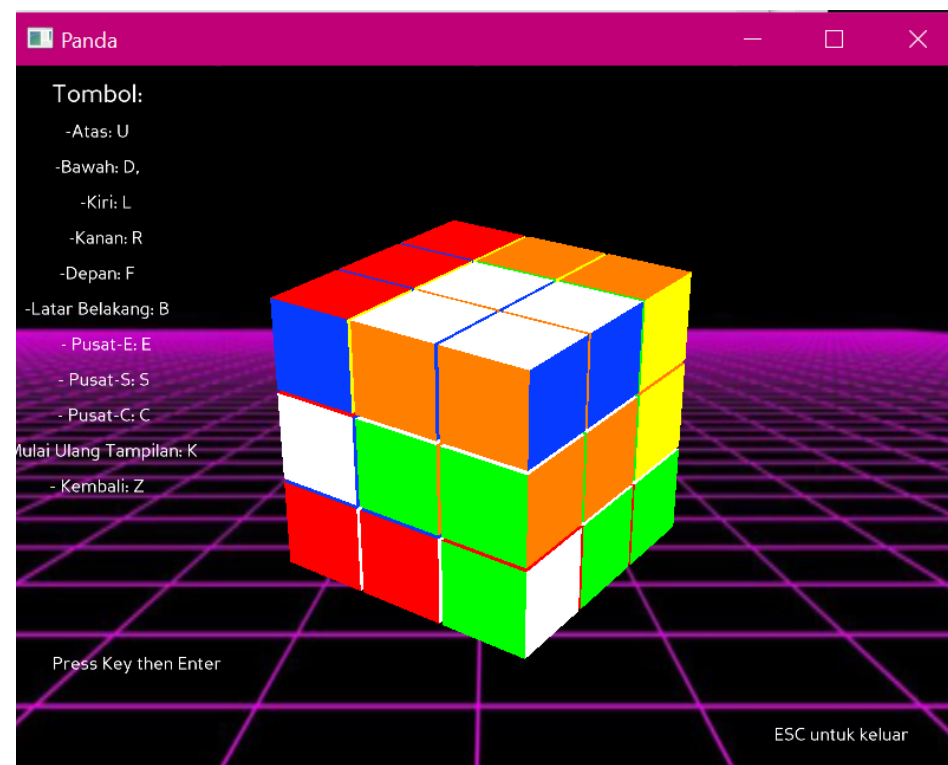 Panda
Tombol:
-Atas: U
-Bawah: D,
-Kiri: L
-Kanan: R
-Depan: F
-Latar Belakang: B
- Pusat-E: E
- Pusat-S: S
- Pusat-C: C
Mulai Ulang Tampilan: K
- Kembali: Z
Press Key then Enter
ESC untuk keluar